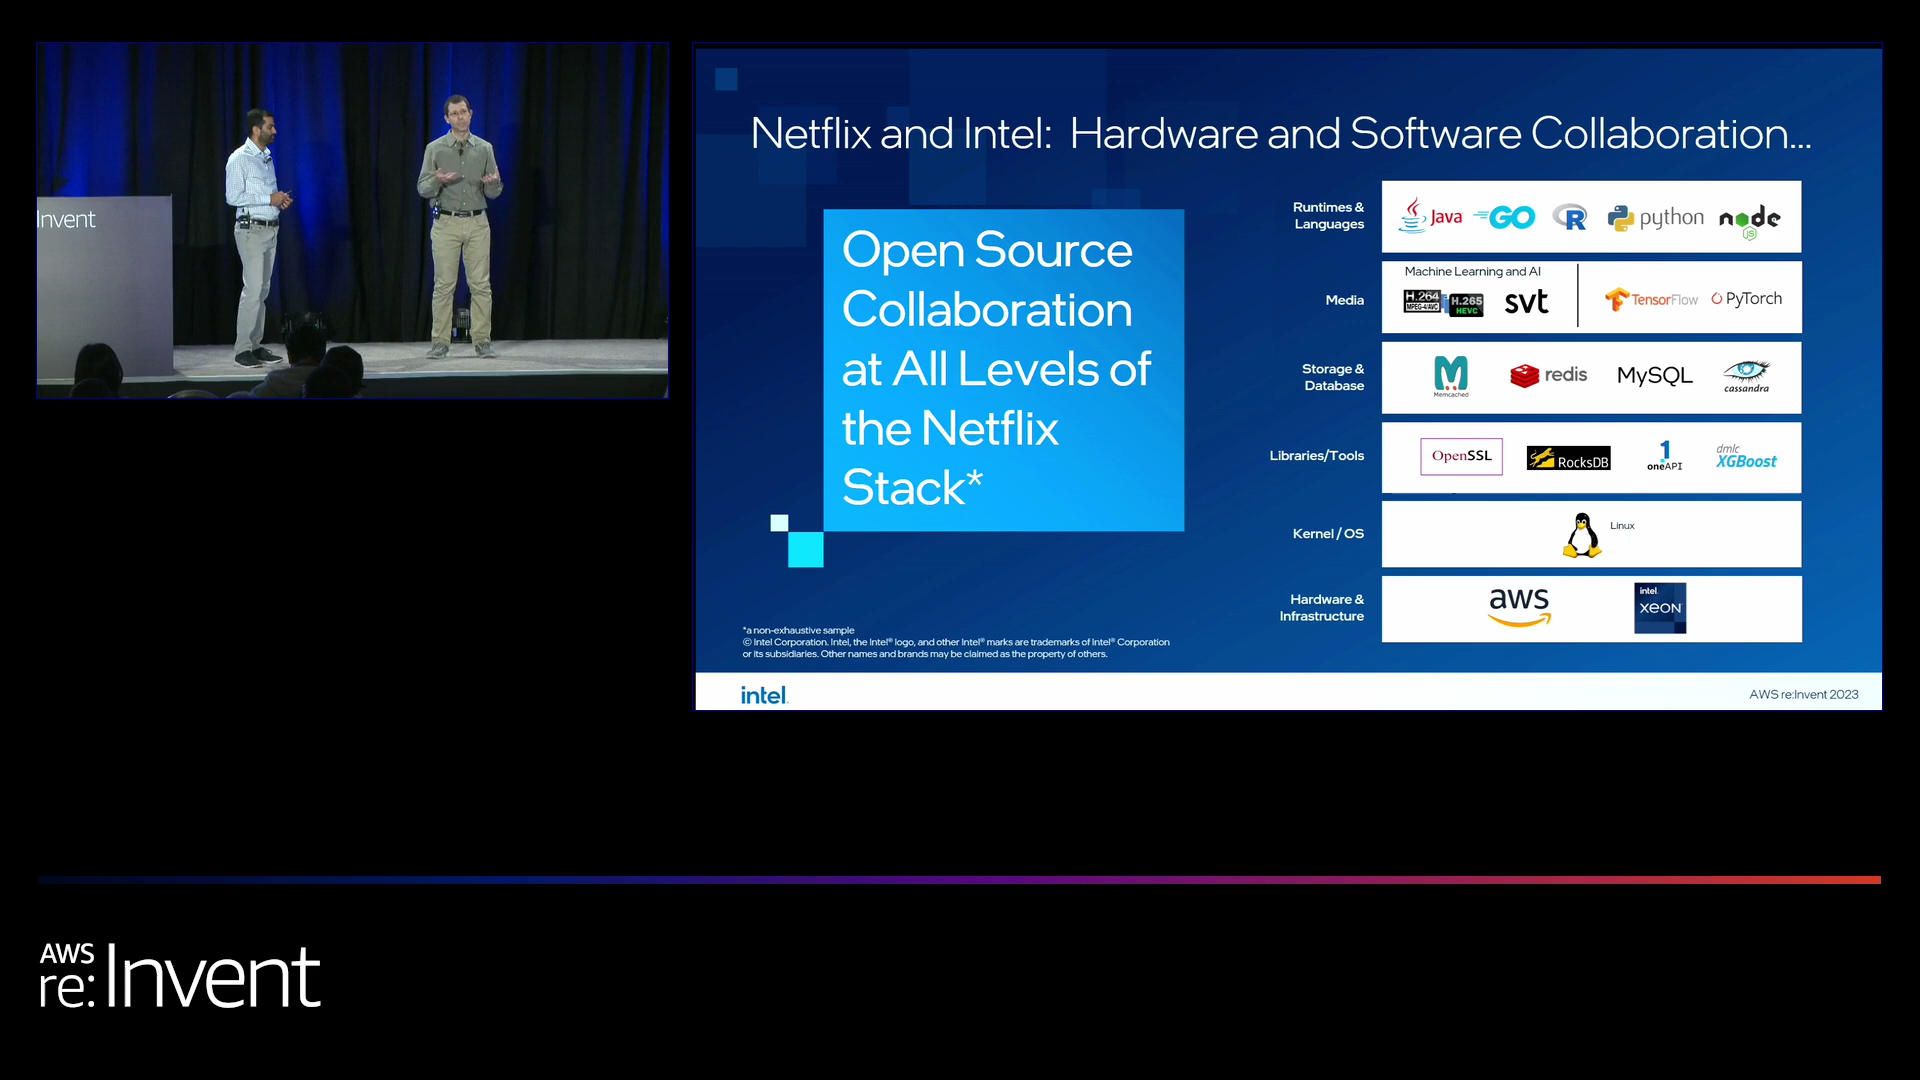 Invent
Netflix and Intel: Hardware and Software Collaboration...
Open Source
Collaboration
at All Levels of
the Netflix
Stack*
Runtimes &
Languages
Java GO R python node
JS
Media
Machine Learning and AI
H.264
MPEG-4/AVC
H.265
HEVC
svt
TensorFlow PyTorch
Storage &
Database
Memcached
redis
MySQL
cassandra
Libraries/Tools
OpenSSL
RocksDB
1
oneAPI
dmlc
XGBoost
Kernel / OS
Linux
Hardware &
Infrastructure
aws
intel.
XEON
*a non-exhaustive sample
© Intel Corporation. Intel, the Intel® logo, and other Intel® marks are trademarks of Intel® Corporation
or its subsidiaries. Other names and brands may be claimed as the property of others.
intel.
AWS re:Invent 2023
AWS
re:Invent